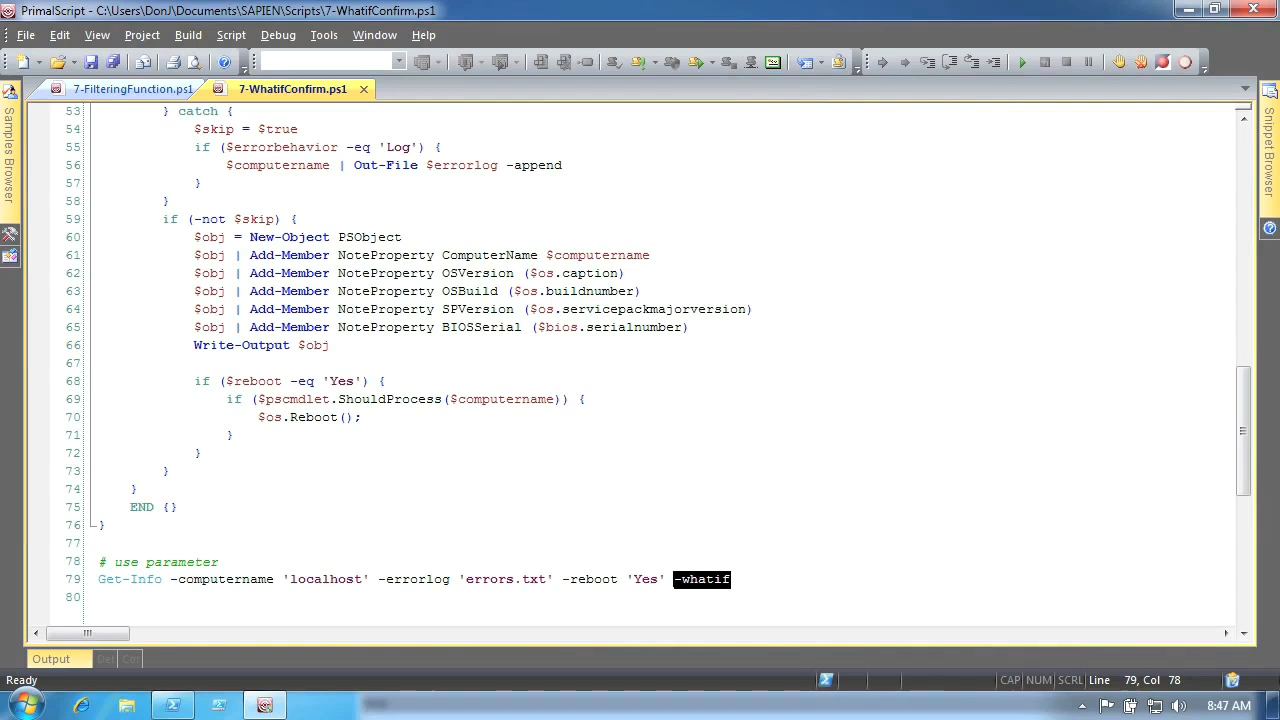 PrimalScript - C:\Users\DonJ\Documents\SAPIEN\Scripts\7-WhatifConfirm.ps1
File Edit View Project Build Script Debug Tools Window Help
7-FilteringFunction.ps1 7-WhatifConfirm.ps1
Samples Browser
Snippet Browser
53 } catch {
54 $skip = $true
55 if ($errorbehavior -eq 'Log') {
56 $computername | Out-File $errorlog -append
57 }
58 }
59 if (-not $skip) {
60 $obj = New-Object PSObject
61 $obj | Add-Member NoteProperty ComputerName $computername
62 $obj | Add-Member NoteProperty OSVersion ($os.caption)
63 $obj | Add-Member NoteProperty OSBuild ($os.buildnumber)
64 $obj | Add-Member NoteProperty SPVersion ($os.servicepackmajorversion)
65 $obj | Add-Member NoteProperty BIOSSerial ($bios.serialnumber)
66 Write-Output $obj
67
68 if ($reboot -eq 'Yes') {
69 if ($pscmdlet.ShouldProcess($computername)) {
70 $os.Reboot();
71 }
72 }
73 }
74 }
75 END {}
76 }
77
78 # use parameter
79 Get-Info -computername 'localhost' -errorlog 'errors.txt' -reboot 'Yes' -whatif
80
Output Del Cor
Ready CAP NUM SCRL Line 79, Col 78
8:47 AM